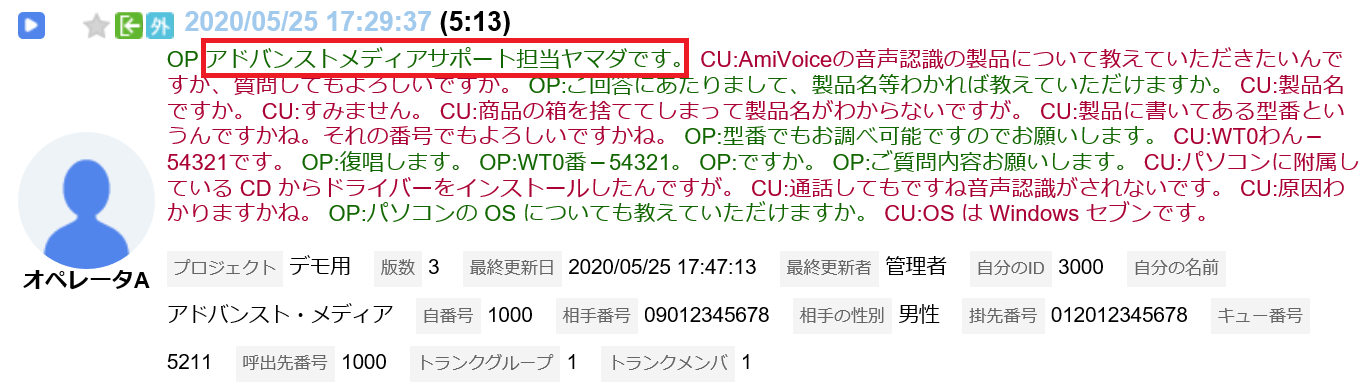 外 2020/05/25 17:29:37 (5:13)
OP アドバンストメディアサポート担当ヤマダです。 CU:AmiVoiceの音声認識の製品について教えていただきたいんで
すか、質問してもよろしいですか。 OP:ご回答にあたりまして、製品名等わかれば教えていただけますか。 CU:製品名
ですか。 CU:すみません。 CU:商品の箱を捨ててしまって製品名がわからないですが。 CU:製品に書いてある型番とい
うんですかね。それの番号でもよろしいですかね。 OP:型番でもお調べ可能ですのでお願いします。 CU:WT0わん－
54321です。 OP:復唱します。 OP:WT0番－54321。 OP:ですか。 OP:ご質問内容お願いします。 CU:パソコンに附属し
ている CD からドライバーをインストールしたんですが。 CU:通話してもですね音声認識がされないです。 CU:原因わ
かりますかね。 OP:パソコンの OS についても教えていただけますか。 CU:OS は Windows セブンです。
オペレータA
プロジェクト デモ用 版数 3 最終更新日 2020/05/25 17:47:13 最終更新者 管理者 自分のID 3000 自分の名前
アドバンスト・メディア 自番号 1000 相手番号 09012345678 相手の性別 男性 掛先番号 012012345678 キュー番号
5211 呼出先番号 1000 トランクグループ 1 トランクメンバ 1